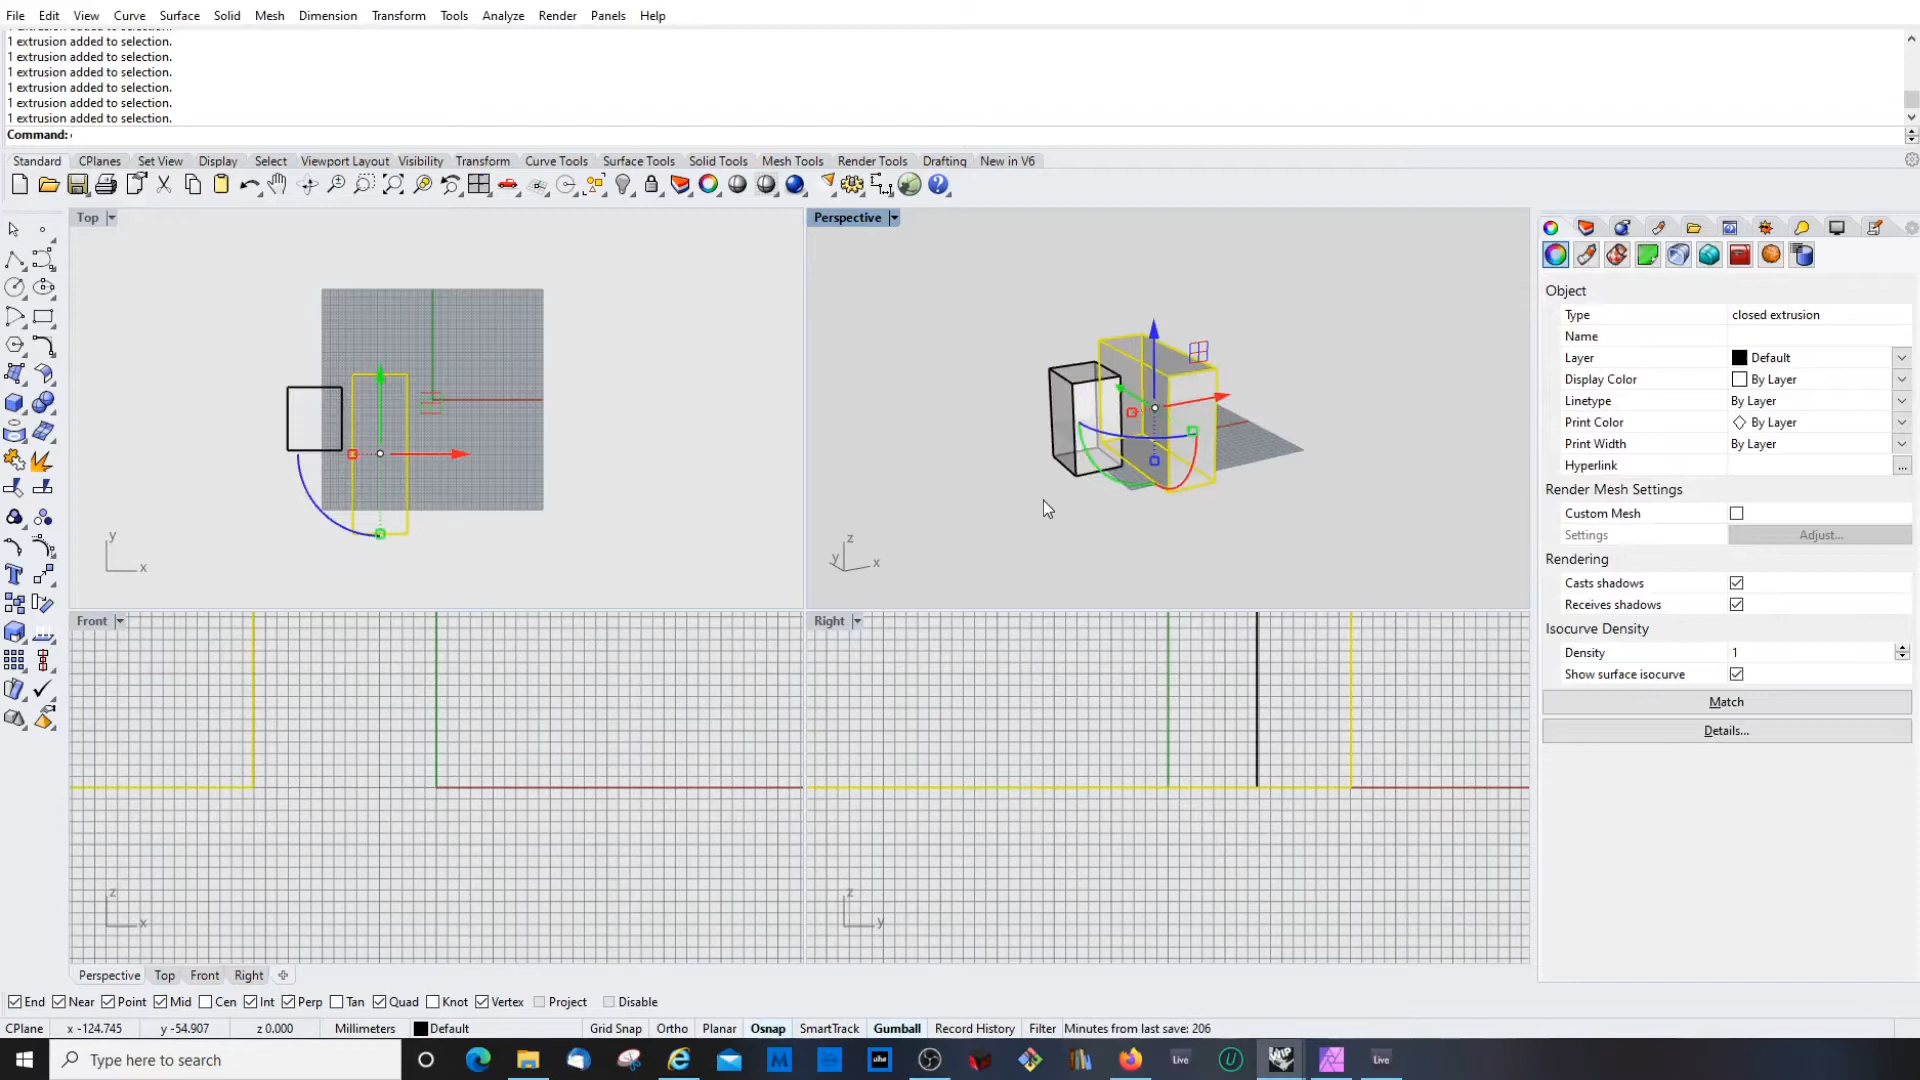 File Edit View Curve Surface Solid Mesh Dimension Transform Tools Analyze Render Panels Help
1 extrusion added to selection.
1 extrusion added to selection.
1 extrusion added to selection.
1 extrusion added to selection.
1 extrusion added to selection.
1 extrusion added to selection.
Command:
Standard CPlanes Set View Display Select Viewport Layout Visibility Transform Curve Tools Surface Tools Solid Tools Mesh Tools Render Tools Drafting New in V6
Top
Perspective
y
x
z
y
x
Front
Right
z
x
z
y
Object
Type closed extrusion
Name
Layer Default
Display Color By Layer
Linetype By Layer
Print Color By Layer
Print Width By Layer
Hyperlink ...
Render Mesh Settings
Custom Mesh
Settings Adjust...
Rendering
Casts shadows
Receives shadows
Isocurve Density
Density 1
Show surface isocurve
Match
Details...
Perspective Top Front Right
End Near Point Mid Cen Int Perp Tan Quad Knot Vertex Project Disable
CPlane x -124.745 y -54.907 z 0.000 Millimeters Default Grid Snap Ortho Planar Osnap SmartTrack Gumball Record History Filter Minutes from last save: 206
Type here to search
Live WIP Live